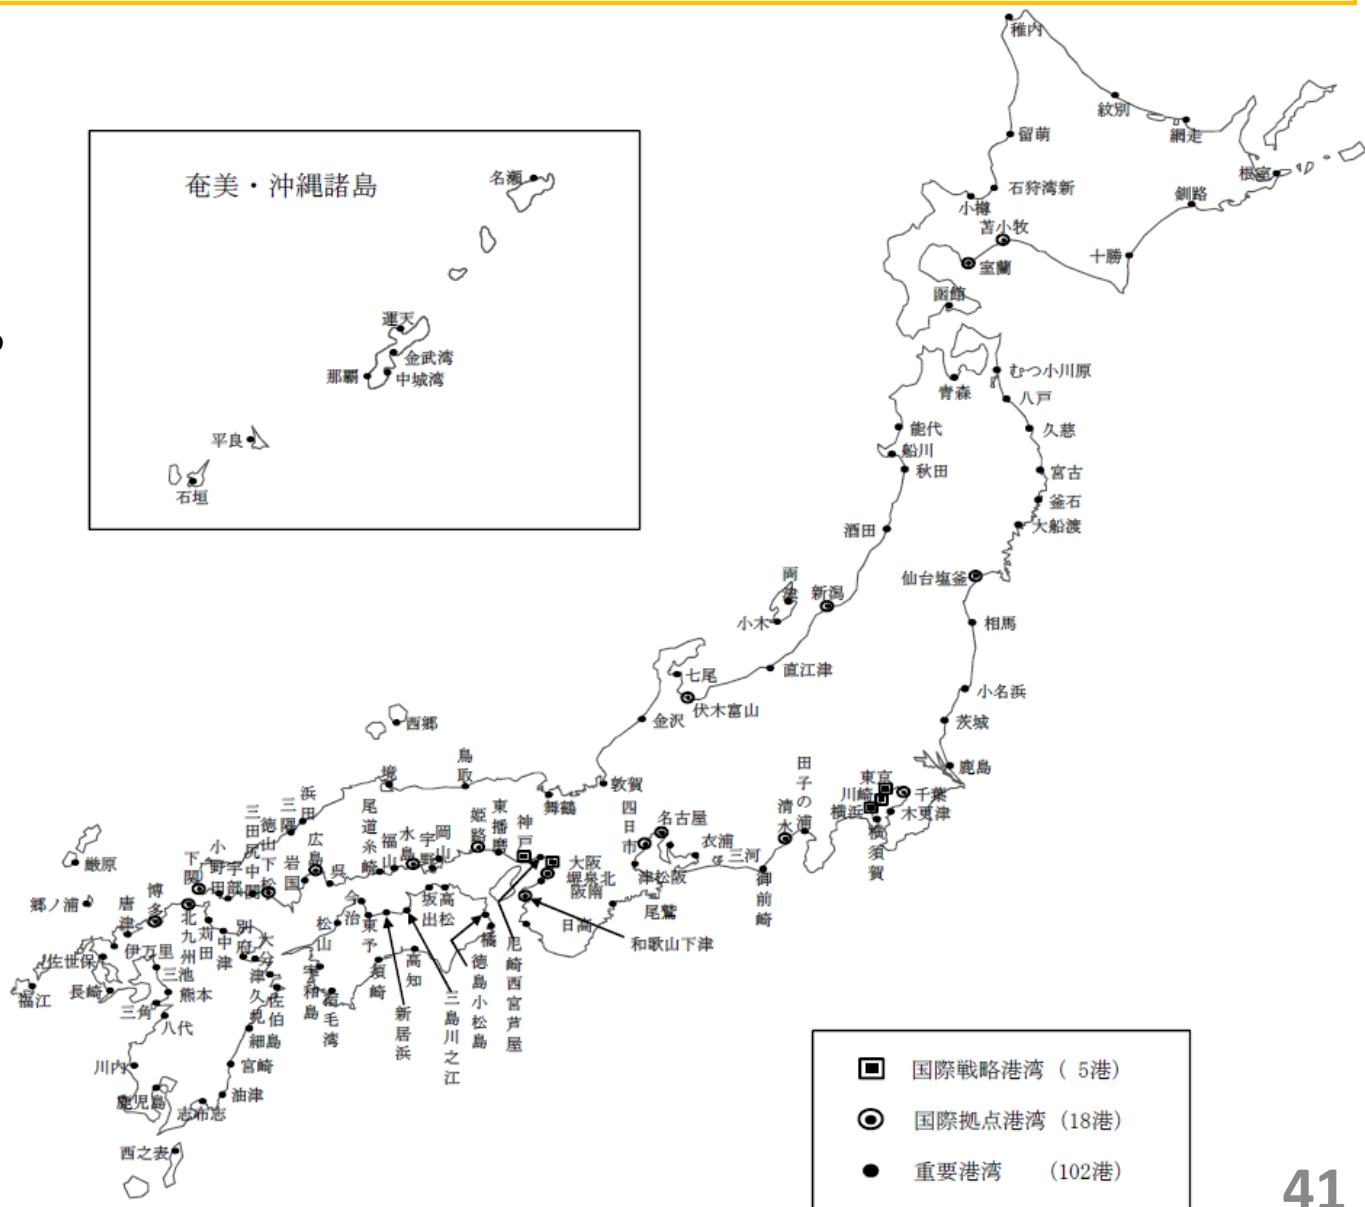 稚内
紋別
網走
留萌
根室
石狩湾新
釧路
小樽
苫小牧
十勝
室蘭
函館
奄美・沖縄諸島
名瀬
運天
金武湾
那覇
中城湾
平良
石垣
むつ小川原
青森
八戸
能代
久慈
船川
秋田
宮古
釜石
大船渡
酒田
仙台塩釜
両津
新潟
小木
相馬
直江津
七尾
伏木富山
小名浜
金沢
茨城
西郷
鹿島
鳥取
境
敦賀
舞鶴
浜田
三隅
田子の浦
清水
東京
川崎
横浜
千葉
木更津
横須賀
四日市
名古屋
衣浦
三河
御前崎
津松阪
尾鷲
日高
和歌山下津
神戸
大阪
堺泉北
阪南
尼崎西宮芦屋
東播磨
姫路
岡山
宇野
水島
福山
尾道糸崎
呉
広島
岩国
徳山下松
三田尻中関
宇部
小野田
下関
厳原
郷ノ浦
博多
唐津
北九州
苅田
中津
別府
大分
津久見
佐伯
細島
伊万里
佐世保
長崎
福江
三池
熊本
三角
八代
川内
鹿児島
志布志
油津
宮崎
西之表
松山
今治
東予
新居浜
三島川之江
坂出
高松
徳島小松島
橘
高知
須崎
宿毛湾
宇和島
国際戦略港湾 ( 5港)
国際拠点港湾 (18港)
重要港湾 (102港)
41